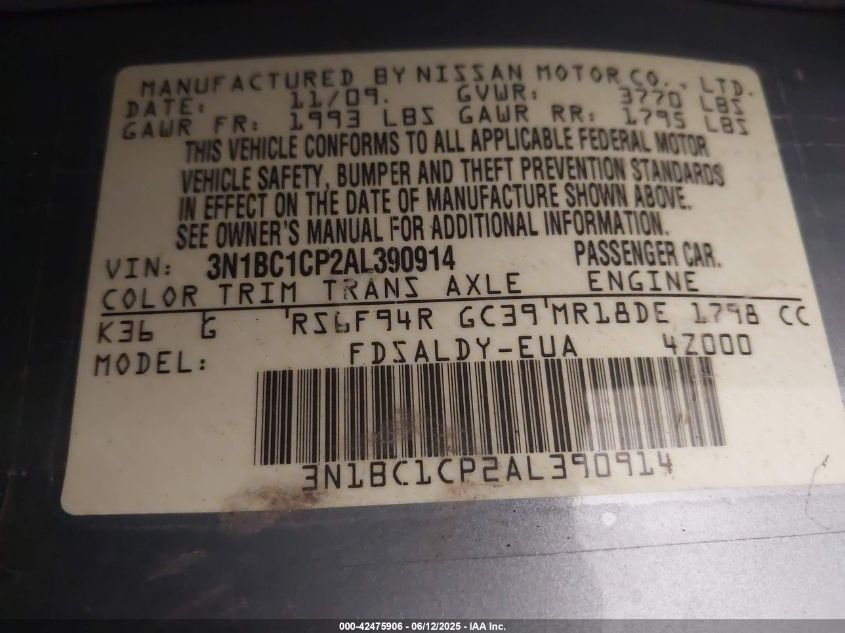 MANUFACTURED BY NISSAN MOTOR CO., LTD.
DATE: 11/09. GVWR: 3770 LBS
GAWR FR: 1993 LBS GAWR RR: 1795 LBS
THIS VEHICLE CONFORMS TO ALL APPLICABLE FEDERAL MOTOR
VEHICLE SAFETY, BUMPER AND THEFT PREVENTION STANDARDS
IN EFFECT ON THE DATE OF MANUFACTURE SHOWN ABOVE.
SEE OWNER'S MANUAL FOR ADDITIONAL INFORMATION.
VIN: 3N1BC1CP2AL390914 PASSENGER CAR.
COLOR TRIM TRANS AXLE ENGINE
K36 G RS6F94R GC39 MR18DE 1798 CC
MODEL: FDSALDY-EUA 4Z000
3N1BC1CP2AL390914
000-42475906 - 06/12/2025 - IAA Inc.